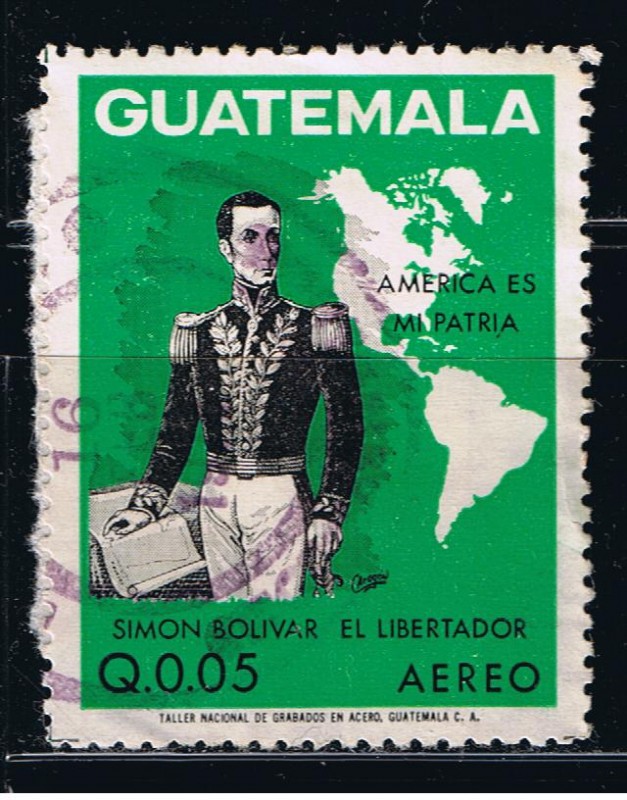 GUATEMALA
AMERICA ES
MI PATRIA
SIMON BOLIVAR EL LIBERTADOR
Q.0.05 AEREO
TALLER NACIONAL DE GRABADOS EN ACERO, GUATEMALA C. A.
16